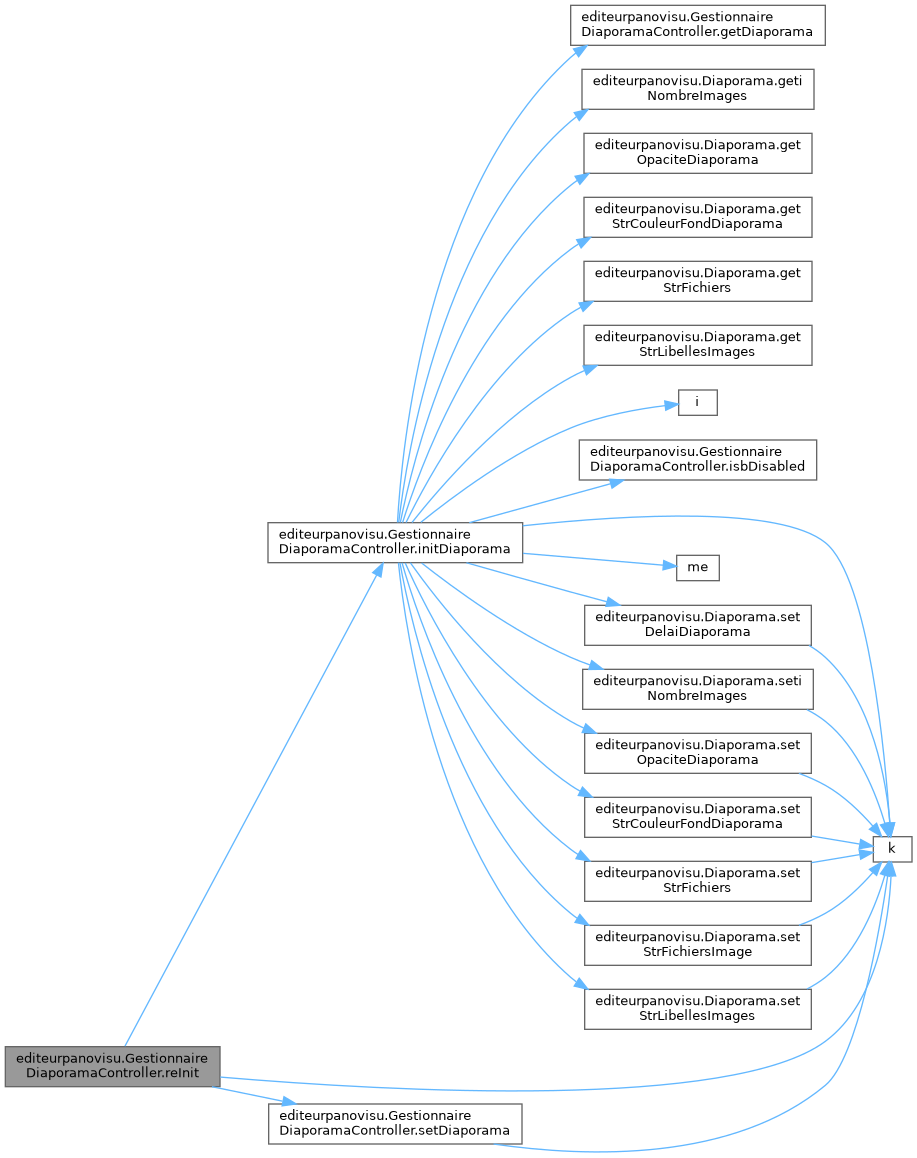 editeurpanovisu.Gestionnaire
DiaporamaController.getDiaporama
editeurpanovisu.Diaporama.geti
NombreImages
editeurpanovisu.Diaporama.get
OpaciteDiaporama
editeurpanovisu.Diaporama.get
StrCouleurFondDiaporama
editeurpanovisu.Diaporama.get
StrFichiers
editeurpanovisu.Diaporama.get
StrLibellesImages
i
editeurpanovisu.Gestionnaire
DiaporamaController.isbDisabled
editeurpanovisu.Gestionnaire
DiaporamaController.initDiaporama
me
editeurpanovisu.Diaporama.set
DelaiDiaporama
editeurpanovisu.Diaporama.seti
NombreImages
editeurpanovisu.Diaporama.set
OpaciteDiaporama
editeurpanovisu.Diaporama.set
StrCouleurFondDiaporama
k
editeurpanovisu.Diaporama.set
StrFichiers
editeurpanovisu.Diaporama.set
StrFichiersImage
editeurpanovisu.Diaporama.set
StrLibellesImages
editeurpanovisu.Gestionnaire
DiaporamaController.reInit
editeurpanovisu.Gestionnaire
DiaporamaController.setDiaporama